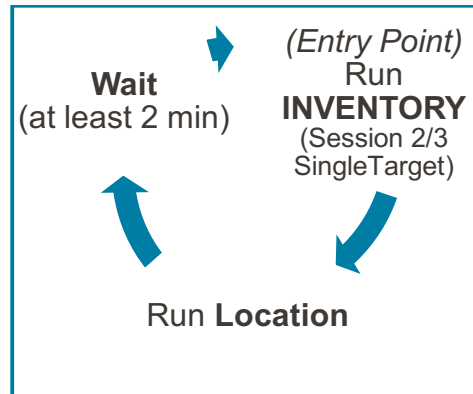 Wait
(at least 2 min)
(Entry Point)
Run
INVENTORY
(Session 2/3
SingleTarget)
Run Location